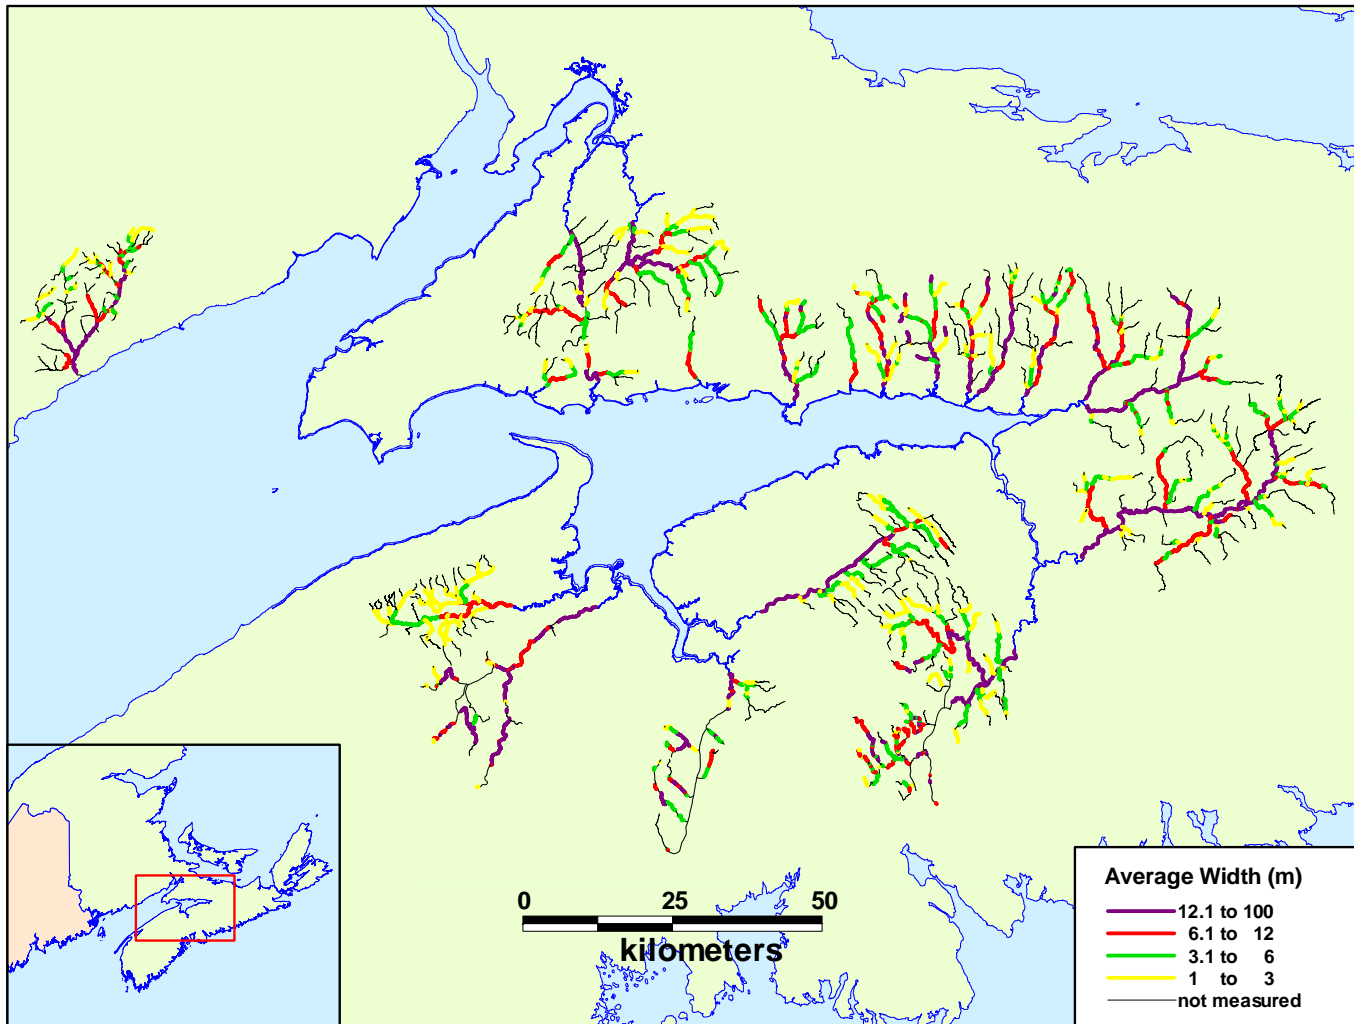 0 25 50
kilometers
Average Width (m)
12.1 to 100
6.1 to 12
3.1 to 6
1 to 3
not measured